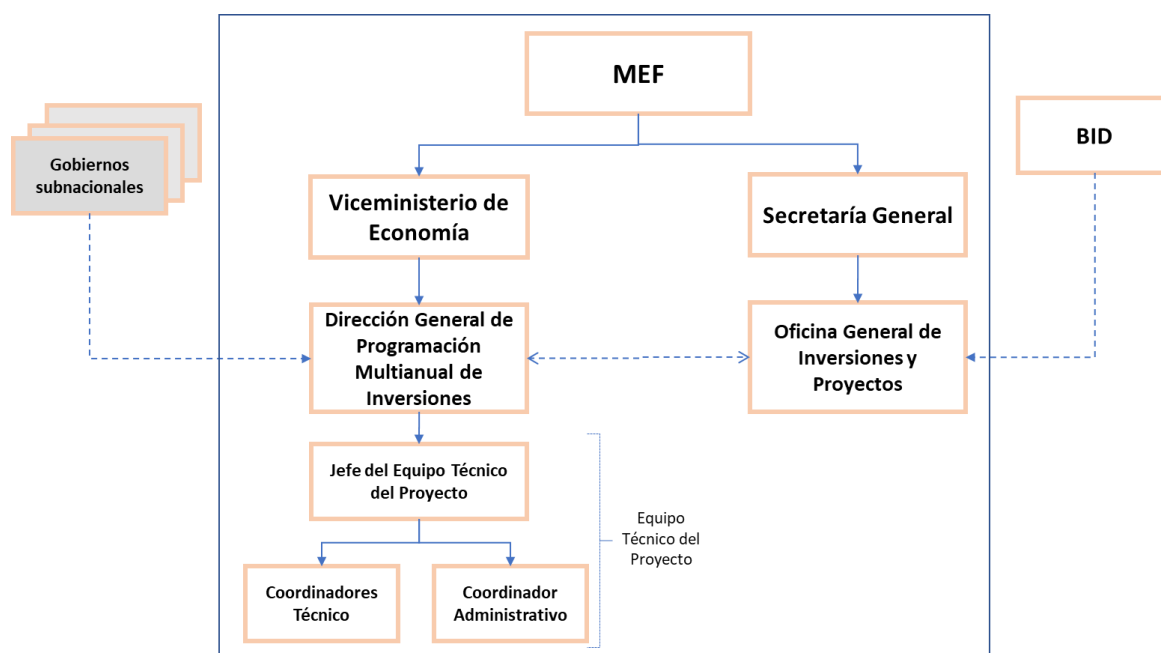 MEF
Gobiernos
subnacionales
BID
Viceministerio de
Economía
Secretaría General
Dirección General de
Programación
Multianual de
Inversiones
Oficina General de
Inversiones y
Proyectos
Jefe del Equipo Técnico
del Proyecto
Equipo
Técnico del
Proyecto
Coordinadores
Técnico
Coordinador
Administrativo